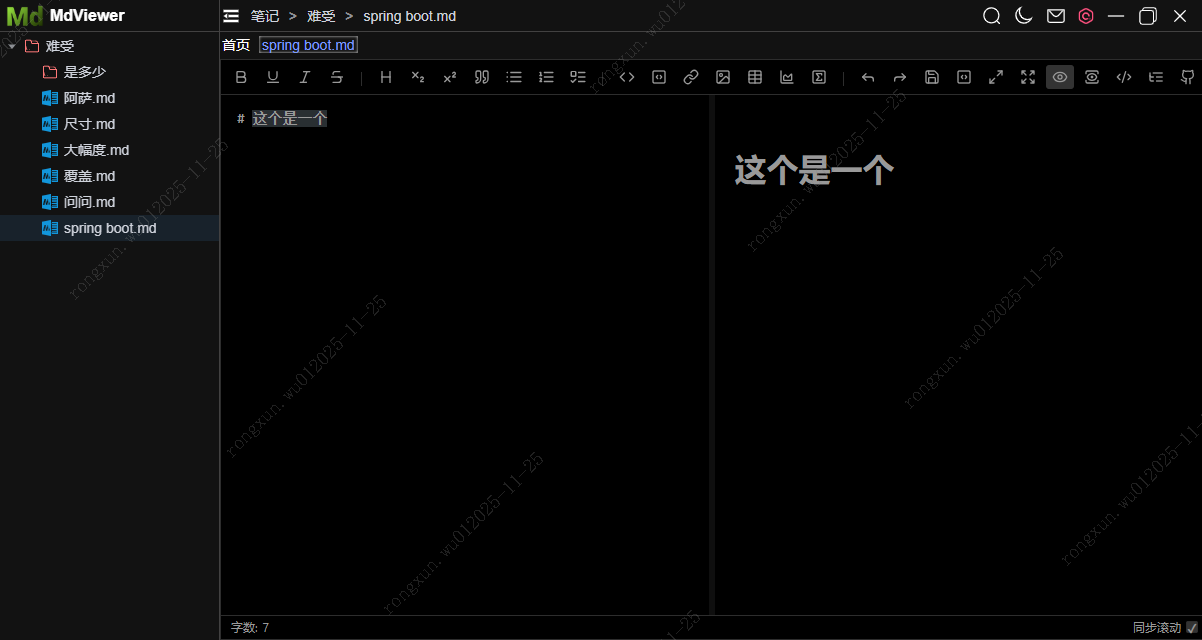 MdViewer
笔记 > 难受 > spring boot.md
首页 spring boot.md
难受
是多少
阿萨.md
尺寸.md
大幅度.md
覆盖.md
问问.md
spring boot.md
# 这个是一个
这个是一个
字数: 7
同步滚动
rongxun.wu012025-11-25